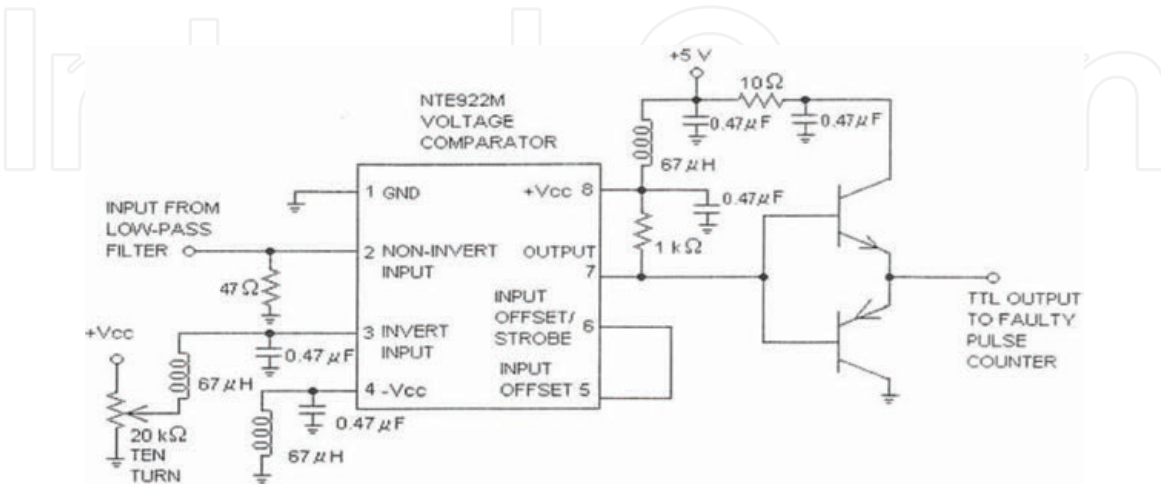 +5 V
10Ω
NTE922M
VOLTAGE
COMPARATOR
0.47μF
0.47μF
67μH
1 GND
+Vcc 8
0.47μF
INPUT FROM
LOW-PASS
FILTER
1 kΩ
2 NON-INVERT
INPUT
OUTPUT
7
47Ω
INPUT
OFFSET/
STROBE
6
TTL OUTPUT
TO FAULTY
PULSE
COUNTER
+Vcc
3 INVERT
INPUT
0.47μF
INPUT
OFFSET 5
67μH
4 -Vcc
0.47μF
20 kΩ
TEN
TURN
67μH